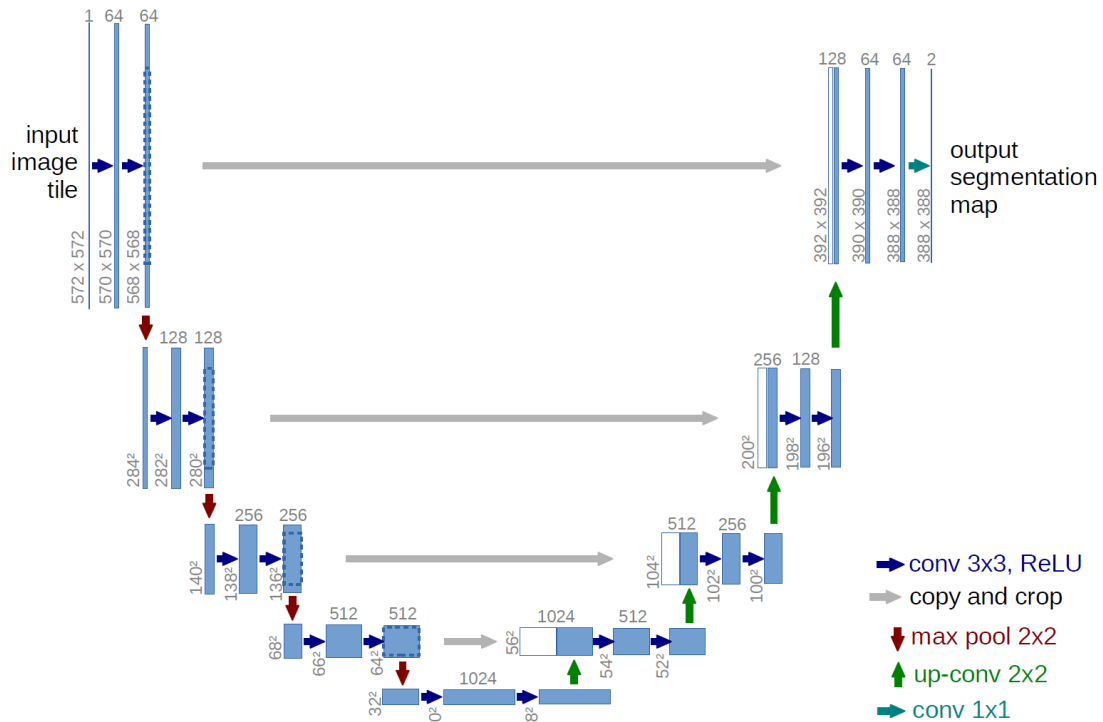 1 64 64
input
image
tile
572 x 572
570 x 570
568 x 568
128 128
284²
282²
280²
256 256
140²
138²
136²
512 512
68²
66²
64²
1024
32²
0²
8²
1024 512
56²
54²
52²
512 256
104²
102²
100²
256 128
200²
198²
196²
128 64 64 2
392 x 392
390 x 390
388 x 388
388 x 388
output
segmentation
map
conv 3x3, ReLU
copy and crop
max pool 2x2
up-conv 2x2
conv 1x1